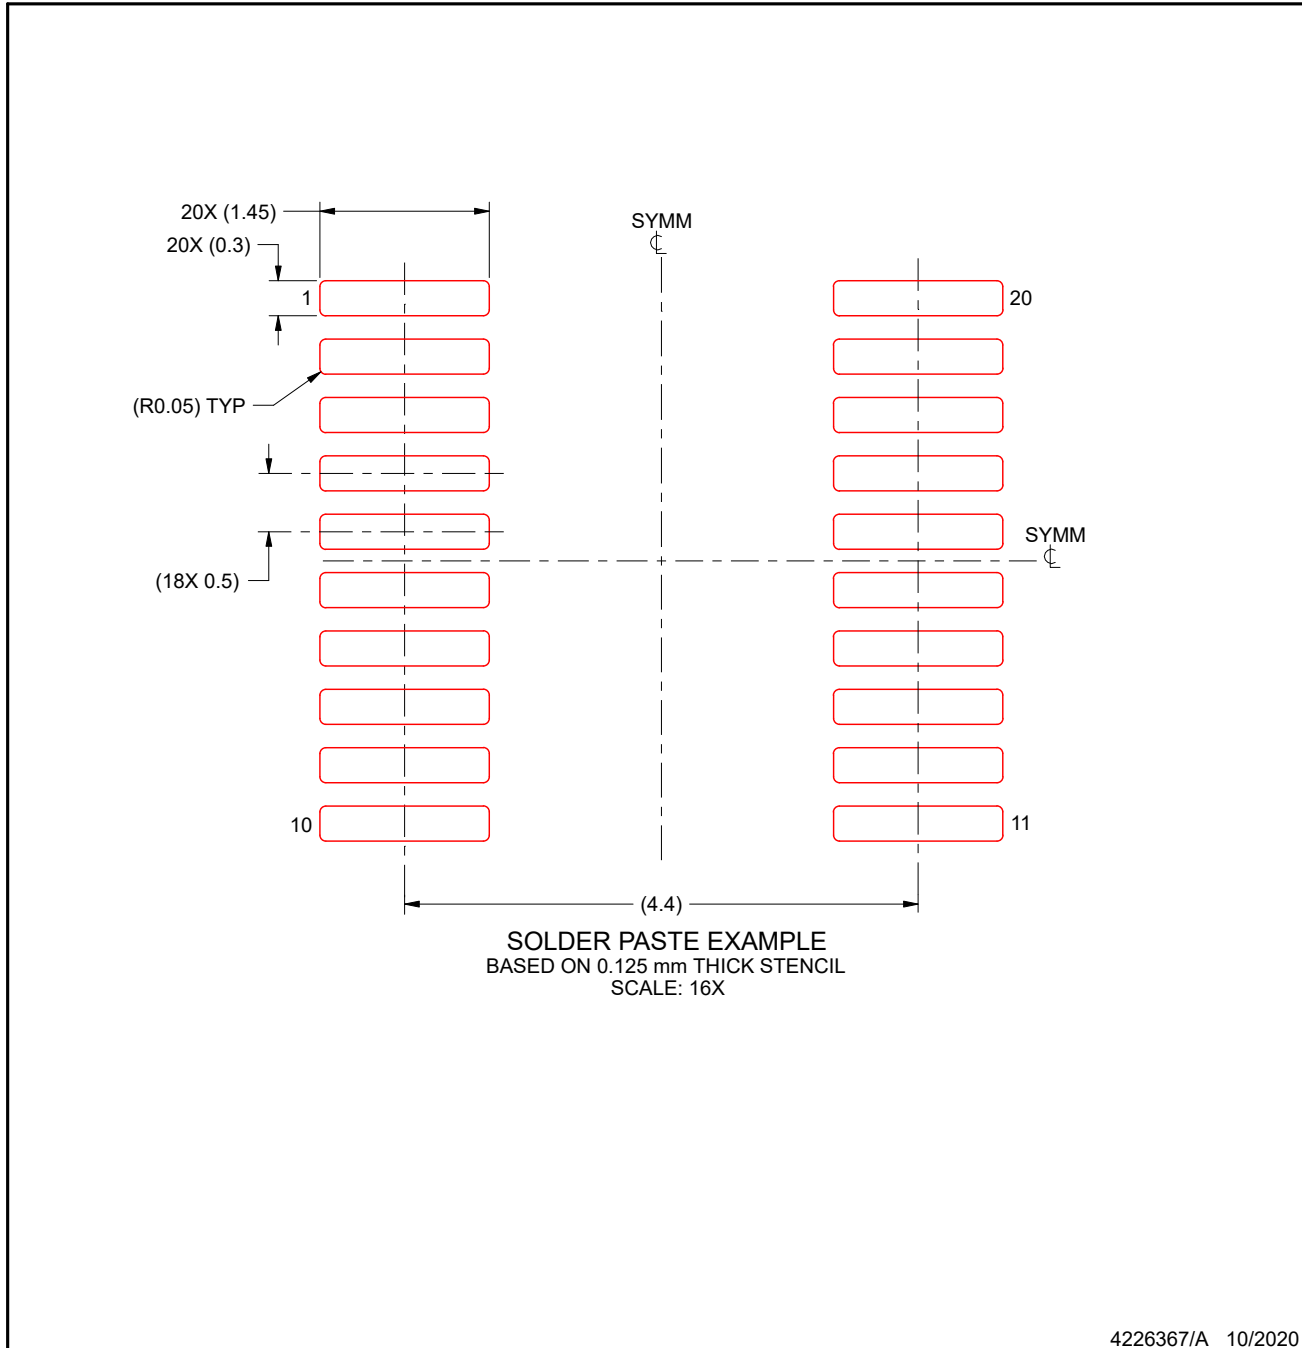 20X (1.45)
SYMM
20X (0.3)
1
20
(R0.05) TYP
SYMM
(18X 0.5)
10
11
(4.4)
SOLDER PASTE EXAMPLE
BASED ON 0.125 mm THICK STENCIL
SCALE: 16X
4226367/A 10/2020